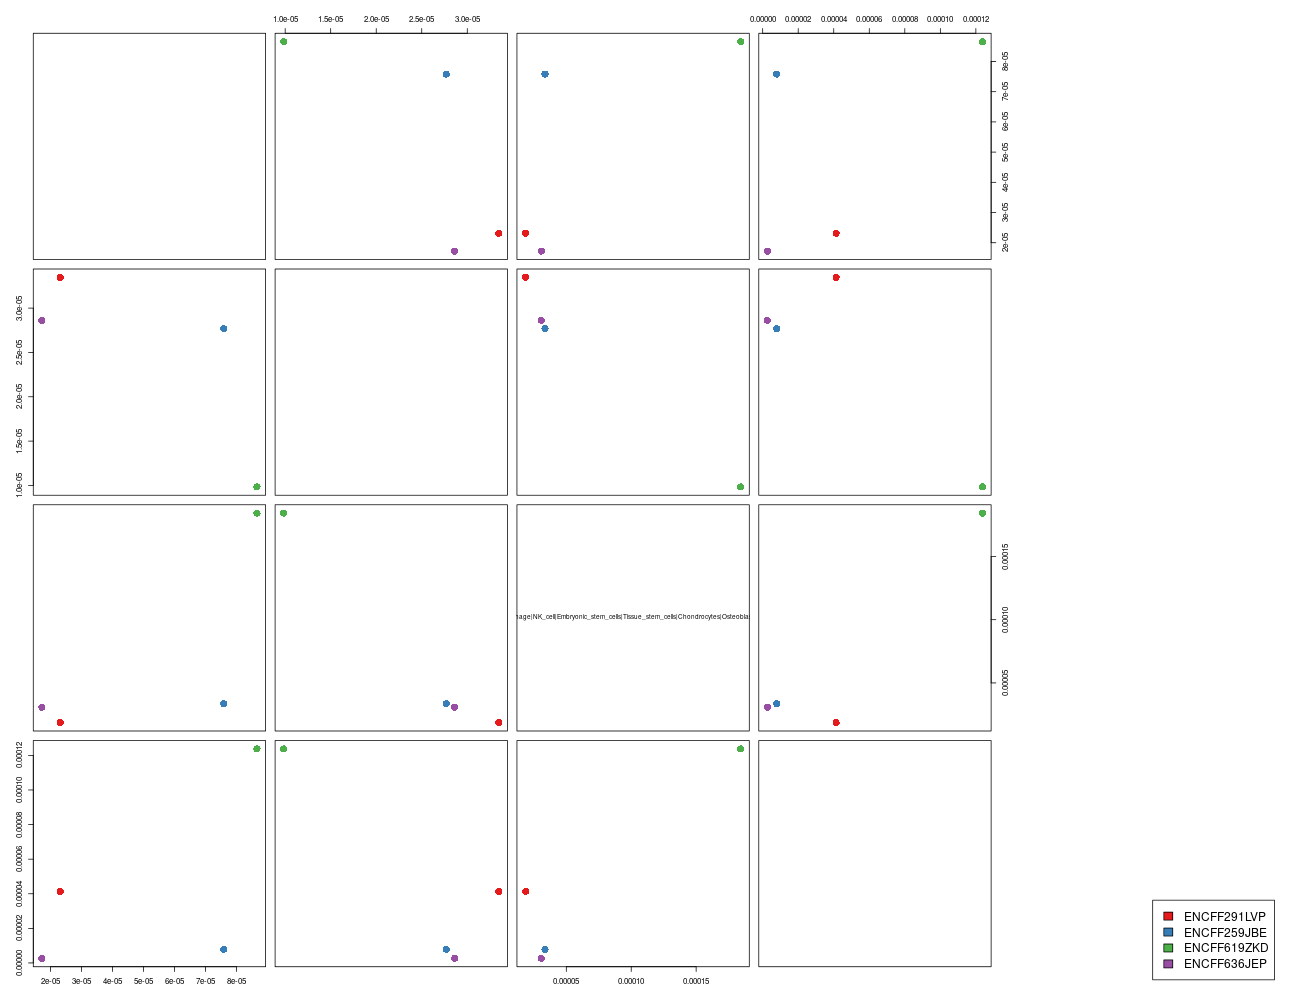 1.0e-05 1.5e-05 2.0e-05 2.5e-05 3.0e-05
0.00000 0.00002 0.00004 0.00006 0.00008 0.00010 0.00012
8e-05
7e-05
6e-05
5e-05
4e-05
3e-05
2e-05
3.0e-05
2.5e-05
2.0e-05
1.5e-05
1.0e-05
|NK_cell|Embryonic_stem_cells|Tissue_stem_cells|Chondrocytes|
0.00015
0.00010
0.00005
0.00012
0.00010
0.00008
0.00006
0.00004
0.00002
0.00000
2e-05 3e-05 4e-05 5e-05 6e-05 7e-05 8e-05
0.00005 0.00010 0.00015
ENCFF291LVP
ENCFF259JBE
ENCFF619ZKD
ENCFF636JEP